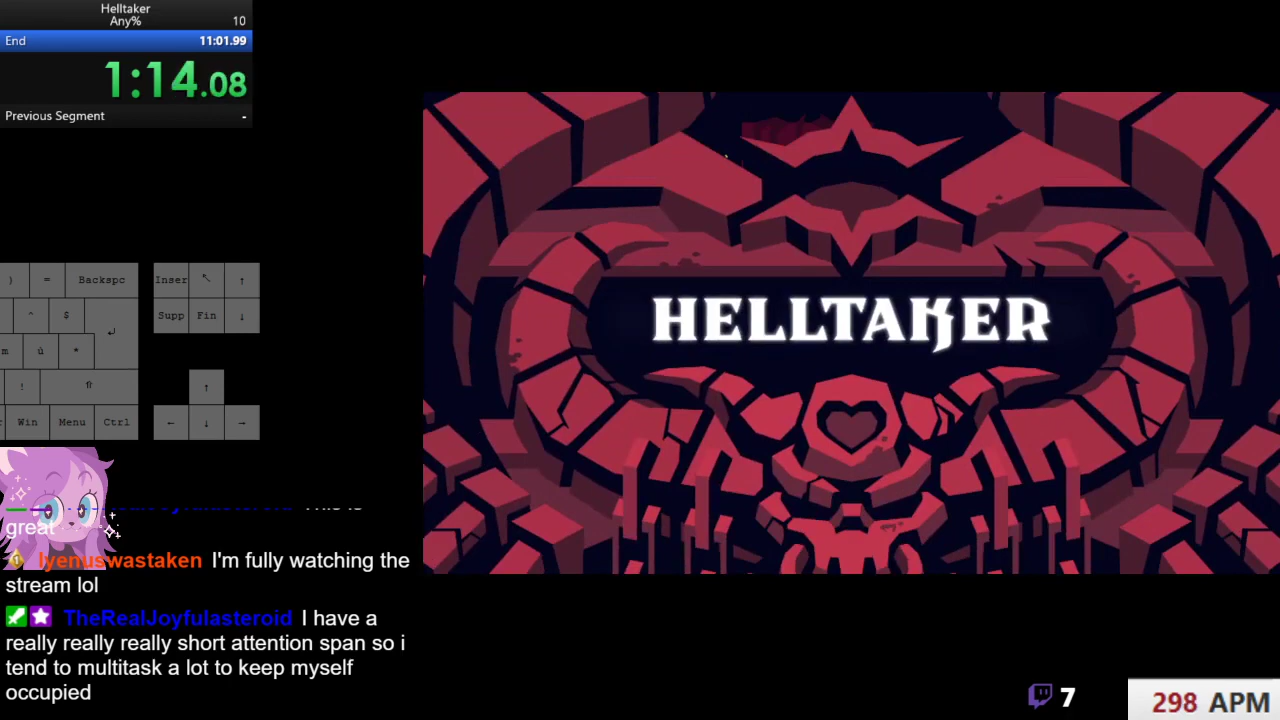 Helltaker
Any% 10
End 11:01.99
1:14.08
Previous Segment -
) = Backspc Inser ↖ ↑
^ $ ↵ Supp Fin ↓
m ù *
! ⇧ ↑
Win Menu Ctrl ← ↓ →
HELLTAKER
great
lyenuswastaken I'm fully watching the
stream lol
TheRealJoyfulasteroid I have a
really really really short attention span so i
tend to multitask a lot to keep myself
occupied
7
298 APM